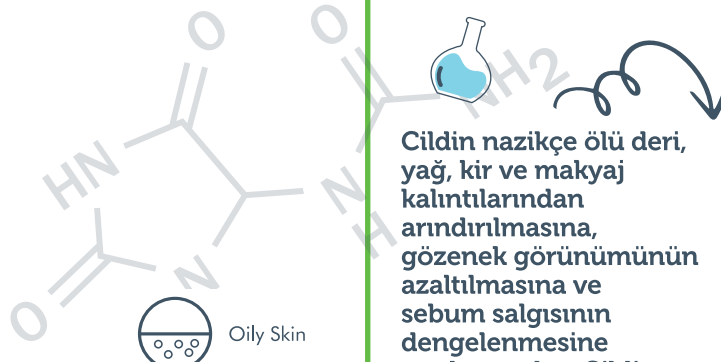 O
O
NH2
HN
N
H
N
O
Oily Skin
Cildin nazikçe ölü deri,
yağ, kir ve makyaj
kalıntılarından
arındırılmasına,
gözenek görünümünün
azaltılmasına ve
sebum salgısının
dengelenmesine